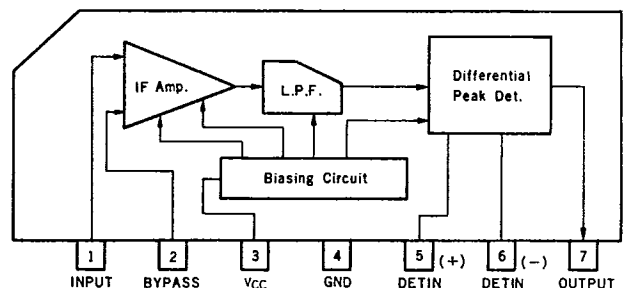 IF Amp.
L.P.F.
Differential
Peak Det.
Biasing Circuit
1 2 3 4 5 (+) 6 (−) 7
INPUT BYPASS VCC GND DETIN DETIN OUTPUT